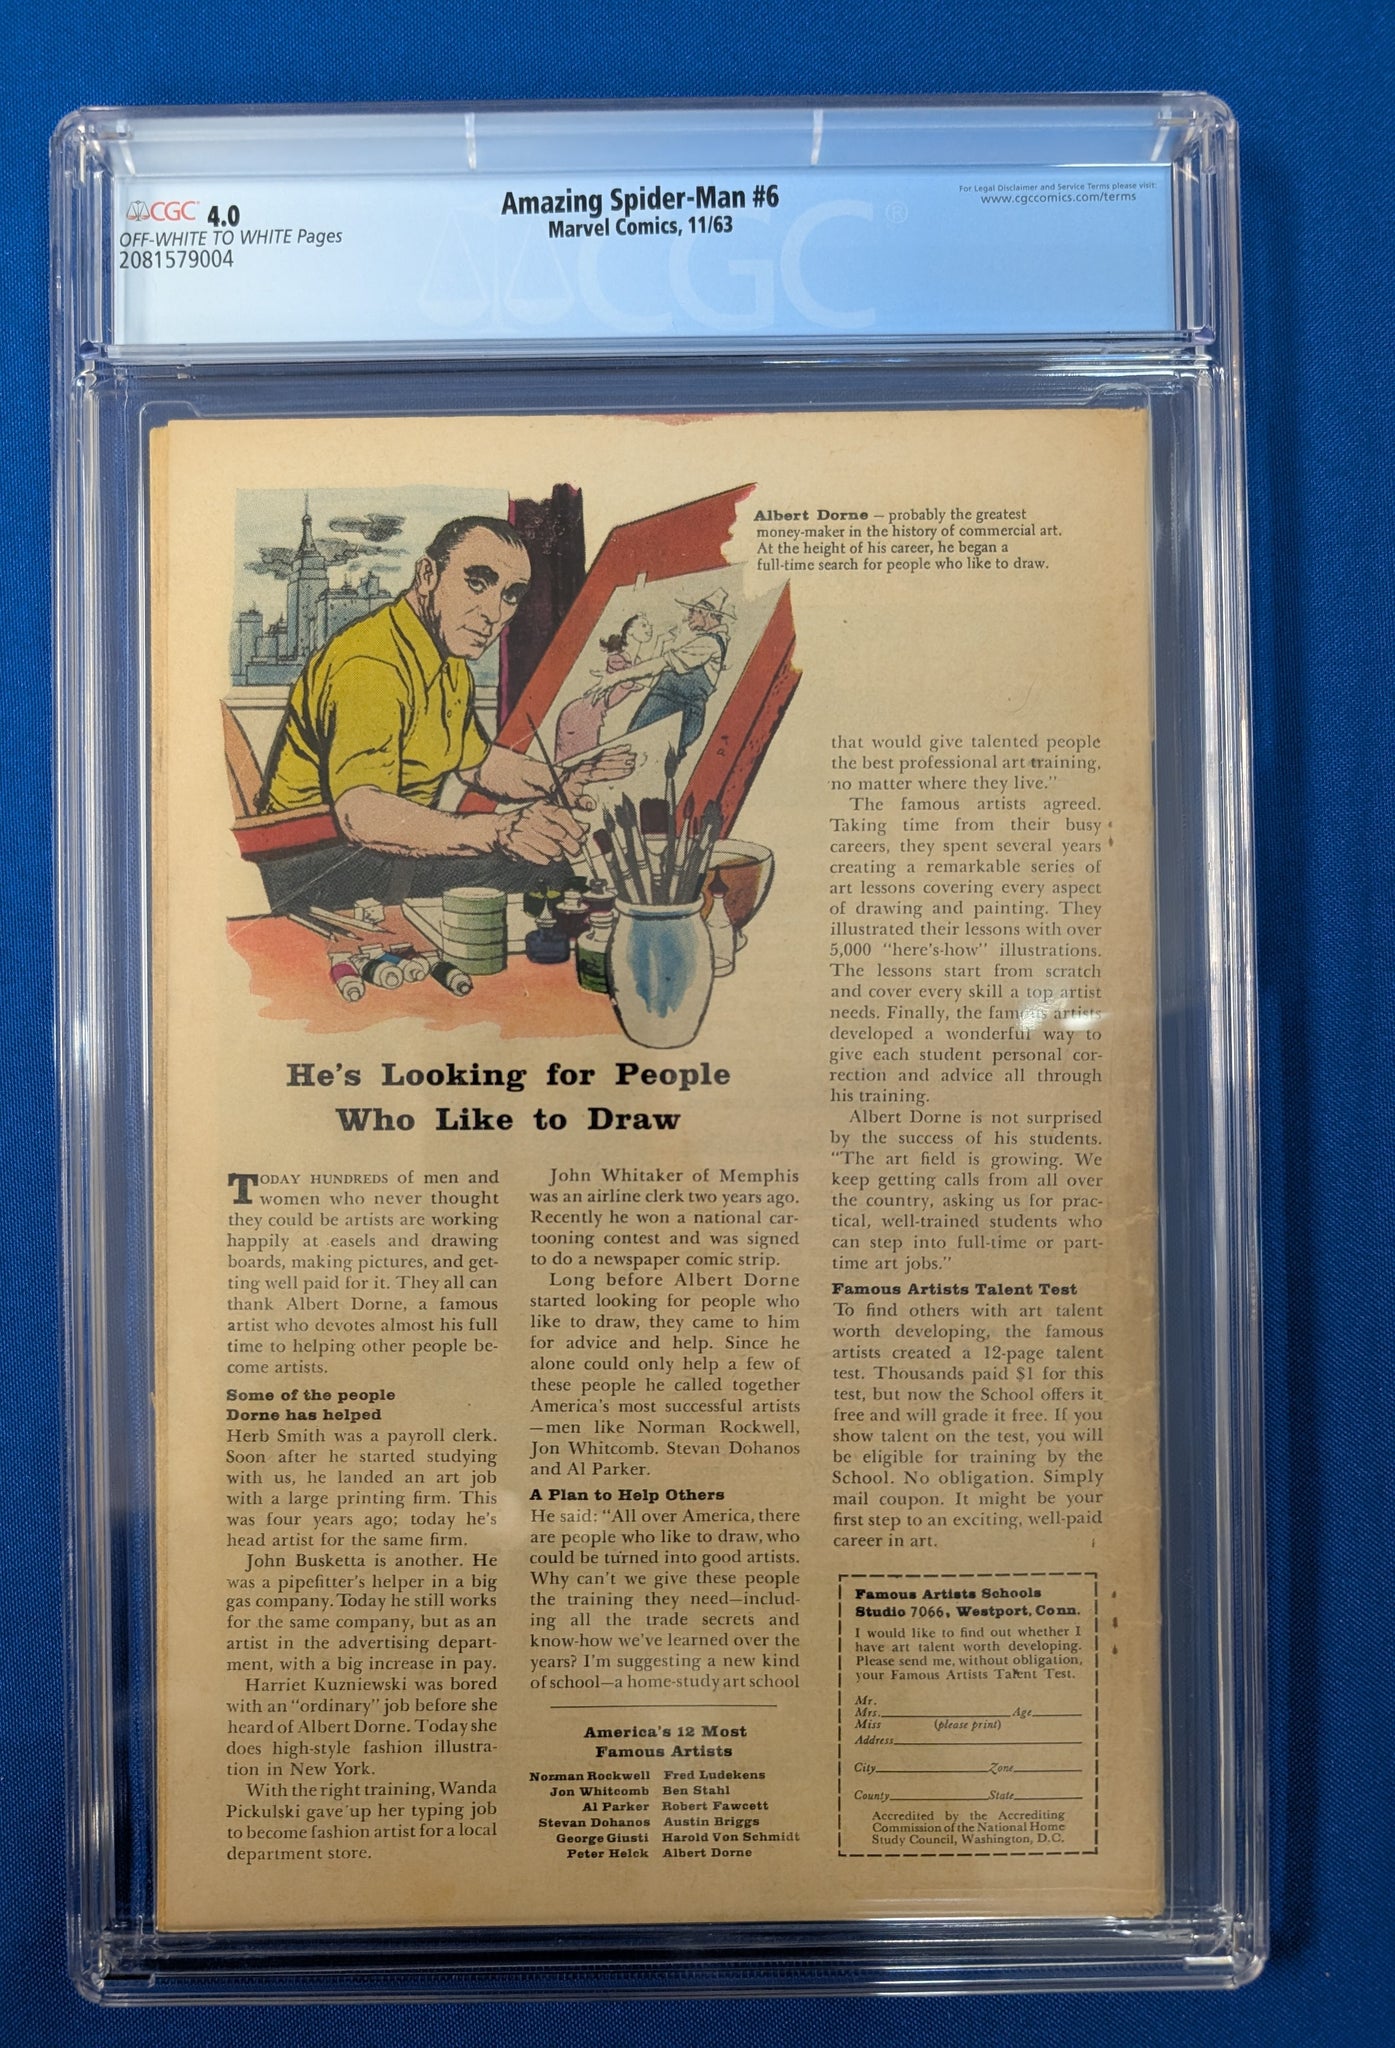 CGC 4.0
OFF-WHITE TO WHITE Pages
2081579004
Amazing Spider-Man #6
Marvel Comics, 11/63
For Legal Disclaimer and Service Terms please visit:
www.cgccomics.com/terms
CGC ®
Albert Dorne — probably the greatest
money-maker in the history of commercial art.
At the height of his career, he began a
full-time search for people who like to draw.
He's Looking for People
Who Like to Draw
TODAY HUNDREDS of men and
women who never thought
they could be artists are working
happily at easels and drawing
boards, making pictures, and get-
ting well paid for it. They all can
thank Albert Dorne, a famous
artist who devotes almost his full
time to helping other people be-
come artists.
Some of the people
Dorne has helped
Herb Smith was a payroll clerk.
Soon after he started studying
with us, he landed an art job
with a large printing firm. This
was four years ago; today he's
head artist for the same firm.
John Busketta is another. He
was a pipefitter's helper in a big
gas company. Today he still works
for the same company, but as an
artist in the advertising depart-
ment, with a big increase in pay.
Harriet Kuzniewski was bored
with an "ordinary" job before she
heard of Albert Dorne. Today she
does high-style fashion illustra-
tion in New York.
With the right training, Wanda
Pickulski gave up her typing job
to become fashion artist for a local
department store.
John Whitaker of Memphis
was an airline clerk two years ago.
Recently he won a national car-
tooning contest and was signed
to do a newspaper comic strip.
Long before Albert Dorne
started looking for people who
like to draw, they came to him
for advice and help. Since he
alone could only help a few of
these people he called together
America's most successful artists
—men like Norman Rockwell,
Jon Whitcomb. Stevan Dohanos
and Al Parker.
A Plan to Help Others
He said: "All over America, there
are people who like to draw, who
could be turned into good artists.
Why can't we give these people
the training they need—includ-
ing all the trade secrets and
know-how we've learned over the
years? I'm suggesting a new kind
of school—a home-study art school
America's 12 Most
Famous Artists
Norman Rockwell Fred Ludekens
Jon Whitcomb Ben Stahl
Al Parker Robert Fawcett
Stevan Dohanos Austin Briggs
George Giusti Harold Von Schmidt
Peter Helck Albert Dorne
that would give talented people
the best professional art training,
no matter where they live."
The famous artists agreed.
Taking time from their busy
careers, they spent several years
creating a remarkable series of
art lessons covering every aspect
of drawing and painting. They
illustrated their lessons with over
5,000 "here's-how" illustrations.
The lessons start from scratch
and cover every skill a top artist
needs. Finally, the famous artists
developed a wonderful way to
give each student personal cor-
rection and advice all through
his training.
Albert Dorne is not surprised
by the success of his students.
"The art field is growing. We
keep getting calls from all over
the country, asking us for prac-
tical, well-trained students who
can step into full-time or part-
time art jobs."
Famous Artists Talent Test
To find others with art talent
worth developing, the famous
artists created a 12-page talent
test. Thousands paid $1 for this
test, but now the School offers it
free and will grade it free. If you
show talent on the test, you will
be eligible for training by the
School. No obligation. Simply
mail coupon. It might be your
first step to an exciting, well-paid
career in art.
Famous Artists Schools
Studio 7066, Westport, Conn.
I would like to find out whether I
have art talent worth developing.
Please send me, without obligation,
your Famous Artists Talent Test.
Mr.
Mrs. Age
Miss (please print)
Address
City Zone
County State
Accredited by the Accrediting
Commission of the National Home
Study Council, Washington, D.C.